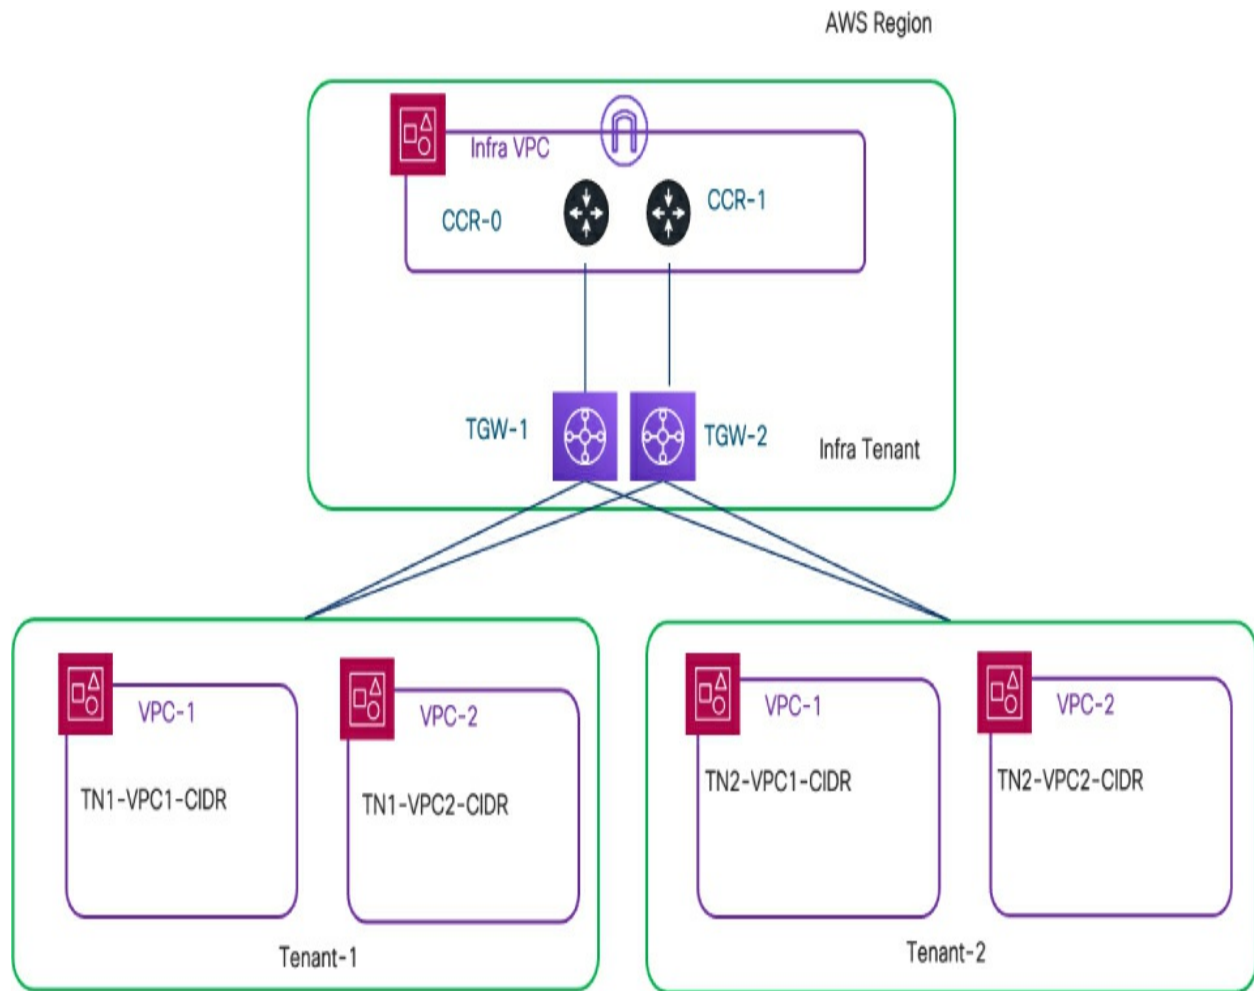 AWS Region
Infra VPC
CCR-0
CCR-1
TGW-1
TGW-2
Infra Tenant
VPC-1
VPC-2
TN1-VPC1-CIDR
TN1-VPC2-CIDR
Tenant-1
VPC-1
VPC-2
TN2-VPC1-CIDR
TN2-VPC2-CIDR
Tenant-2